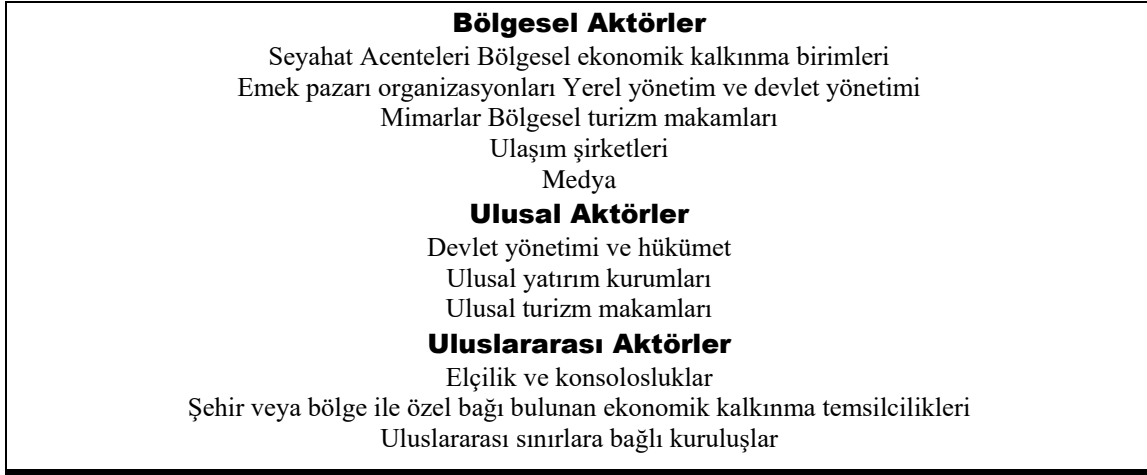 Bölgesel Aktörler
Seyahat Acenteleri Bölgesel ekonomik kalkınma birimleri
Emek pazarı organizasyonları Yerel yönetim ve devlet yönetimi
Mimarlar Bölgesel turizm makamları
Ulaşım şirketleri
Medya
Ulusal Aktörler
Devlet yönetimi ve hükümet
Ulusal yatırım kurumları
Ulusal turizm makamları
Uluslararası Aktörler
Elçilik ve konsolosluklar
Şehir veya bölge ile özel bağı bulunan ekonomik kalkınma temsilcilikleri
Uluslararası sınırlara bağlı kuruluşlar